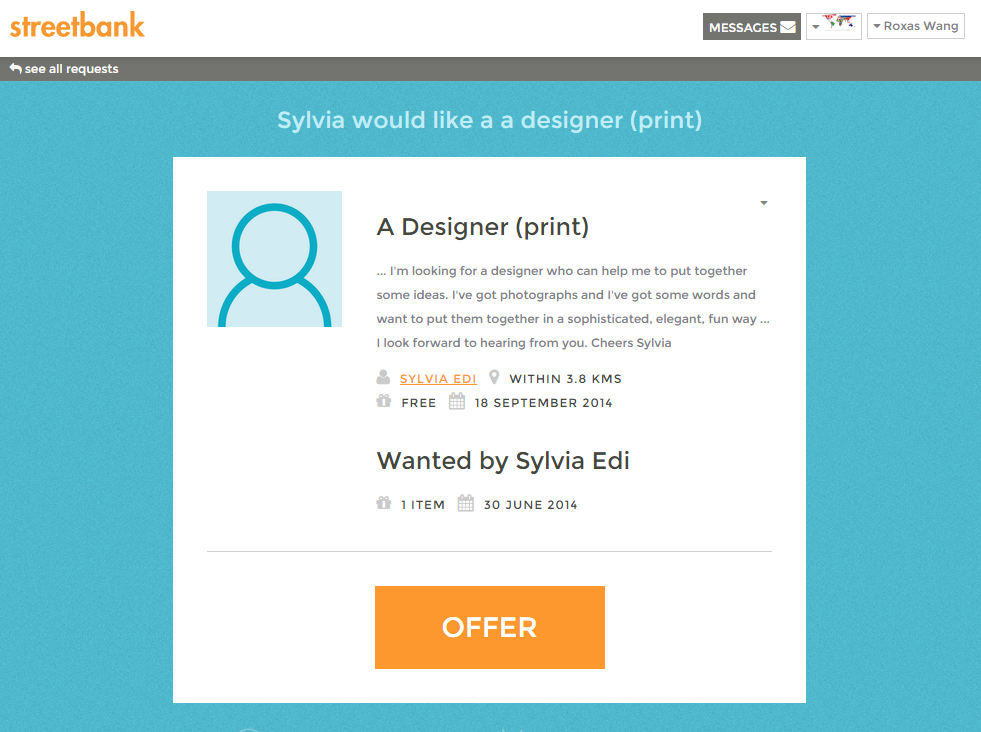 streetbank
MESSAGES
Roxas Wang
see all requests
Sylvia would like a a designer (print)
A Designer (print)
... I'm looking for a designer who can help me to put together
some ideas. I've got photographs and I've got some words and
want to put them together in a sophisticated, elegant, fun way ...
I look forward to hearing from you. Cheers Sylvia
SYLVIA EDI WITHIN 3.8 KMS
FREE 18 SEPTEMBER 2014
Wanted by Sylvia Edi
1 ITEM 30 JUNE 2014
OFFER